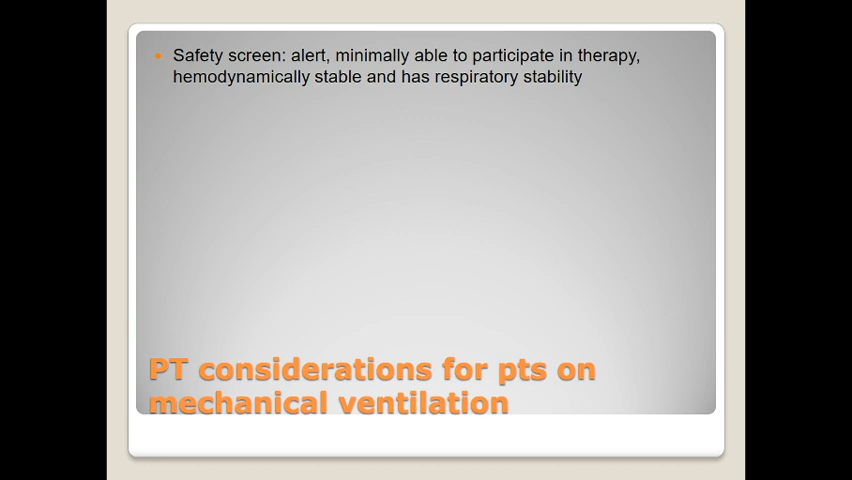 Safety screen: alert, minimally able to participate in therapy,
hemodynamically stable and has respiratory stability
PT considerations for pts on
mechanical ventilation